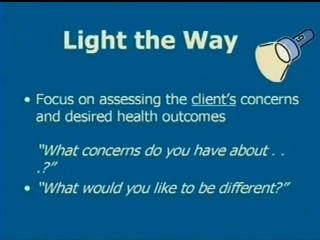 Light the Way
• Focus on assessing the client's concerns
and desired health outcomes
"What concerns do you have about . .
.?"
• "What would you like to be different?"